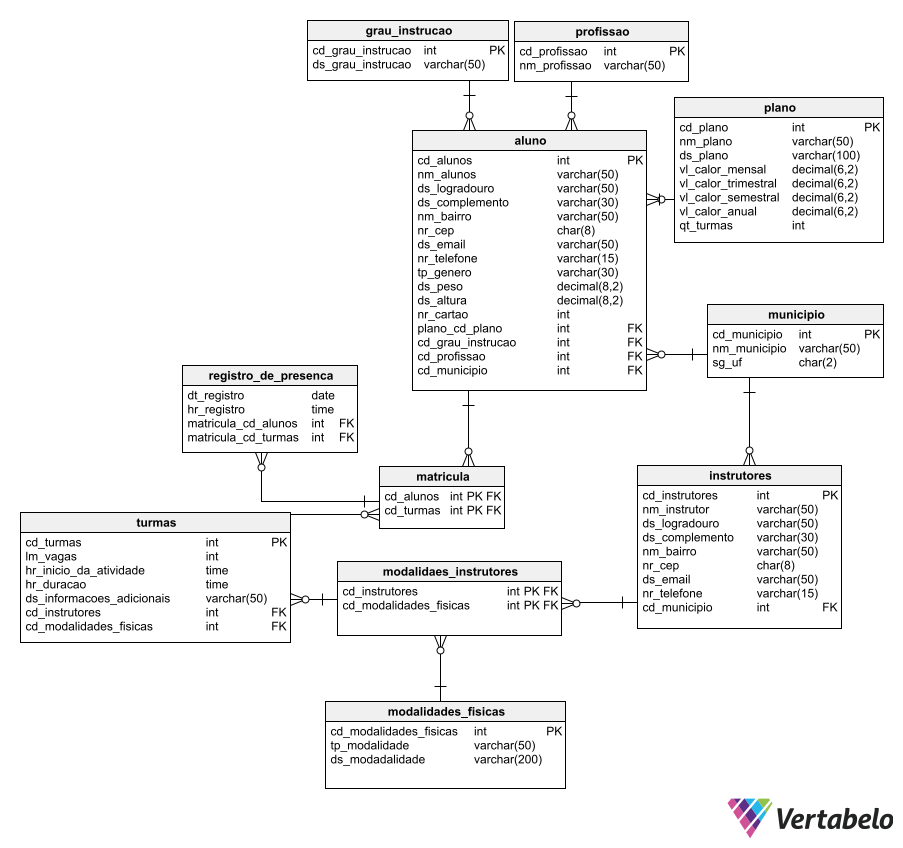 grau_instrucao
cd_grau_instrucao int PK
ds_grau_instrucao varchar(50)
profissao
cd_profissao int PK
nm_profissao varchar(50)
plano
cd_plano int PK
nm_plano varchar(50)
ds_plano varchar(100)
vl_calor_mensal decimal(6,2)
vl_calor_trimestral decimal(6,2)
vl_calor_semestral decimal(6,2)
vl_calor_anual decimal(6,2)
qt_turmas int
aluno
cd_alunos int PK
nm_alunos varchar(50)
ds_logradouro varchar(50)
ds_complemento varchar(30)
nm_bairro varchar(50)
nr_cep char(8)
ds_email varchar(50)
nr_telefone varchar(15)
tp_genero varchar(30)
ds_peso decimal(8,2)
ds_altura decimal(8,2)
nr_cartao int
plano_cd_plano int FK
cd_grau_instrucao int FK
cd_profissao int FK
cd_municipio int FK
municipio
cd_municipio int PK
nm_municipio varchar(50)
sg_uf char(2)
registro_de_presenca
dt_registro date
hr_registro time
matricula_cd_alunos int FK
matricula_cd_turmas int FK
matricula
cd_alunos int PK FK
cd_turmas int PK FK
instrutores
cd_instrutores int PK
nm_instrutor varchar(50)
ds_logradouro varchar(50)
ds_complemento varchar(30)
nm_bairro varchar(50)
nr_cep char(8)
ds_email varchar(50)
nr_telefone varchar(15)
cd_municipio int FK
turmas
cd_turmas int PK
lm_vagas int
hr_inicio_da_atividade time
hr_duracao time
ds_informacoes_adicionais varchar(50)
cd_instrutores int FK
cd_modalidades_fisicas int FK
modalidaes_instrutores
cd_instrutores int PK FK
cd_modalidades_fisicas int PK FK
modalidades_fisicas
cd_modalidades_fisicas int PK
tp_modalidade varchar(50)
ds_modadalidade varchar(200)
Vertabelo